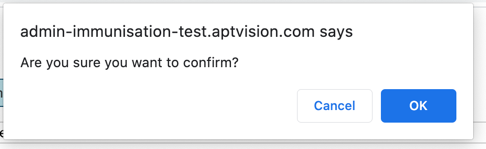 admin-immunisation-test.aptvision.com says
Are you sure you want to confirm?
Cancel
OK